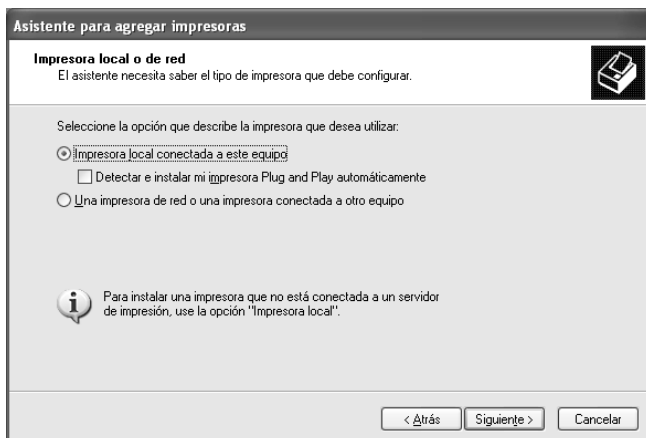 Asistente para agregar impresoras
Impresora local o de red
El asistente necesita saber el tipo de impresora que debe configurar.
Seleccione la opción que describe la impresora que desea utilizar:
Impresora local conectada a este equipo
Detectar e instalar mi impresora Plug and Play automáticamente
Una impresora de red o una impresora conectada a otro equipo
Para instalar una impresora que no está conectada a un servidor
de impresión, use la opción "Impresora local".
< Atrás Siguiente > Cancelar